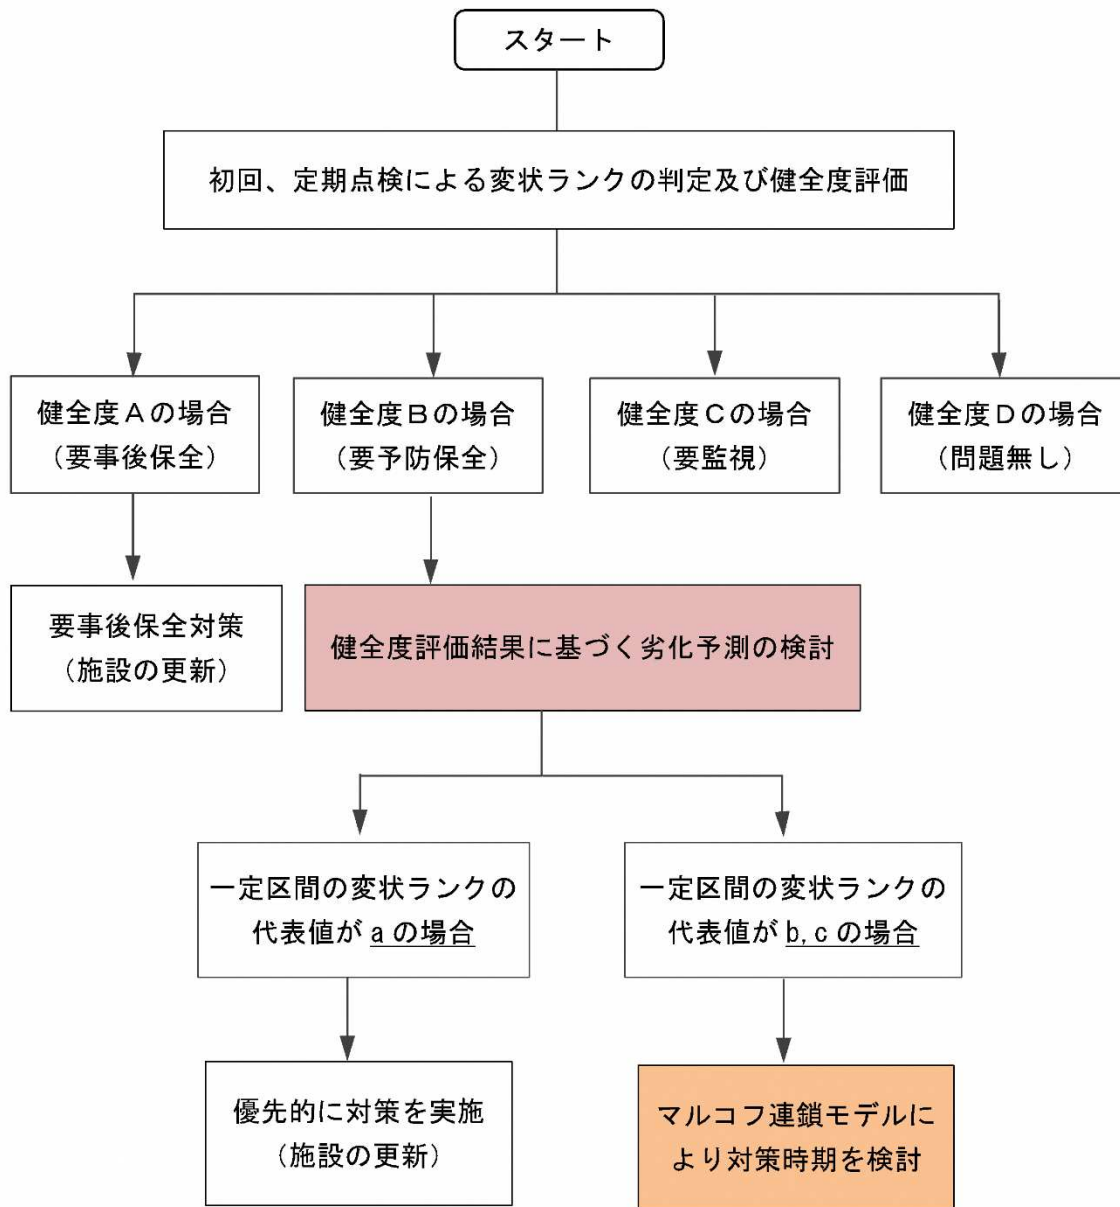 スタート
初回、定期点検による変状ランクの判定及び健全度評価
健全度Ａの場合
（要事後保全）
健全度Ｂの場合
（要予防保全）
健全度Ｃの場合
（要監視）
健全度Ｄの場合
（問題無し）
要事後保全対策
（施設の更新）
健全度評価結果に基づく劣化予測の検討
一定区間の変状ランクの
代表値が a の場合
一定区間の変状ランクの
代表値が b, c の場合
優先的に対策を実施
（施設の更新）
マルコフ連鎖モデルに
より対策時期を検討